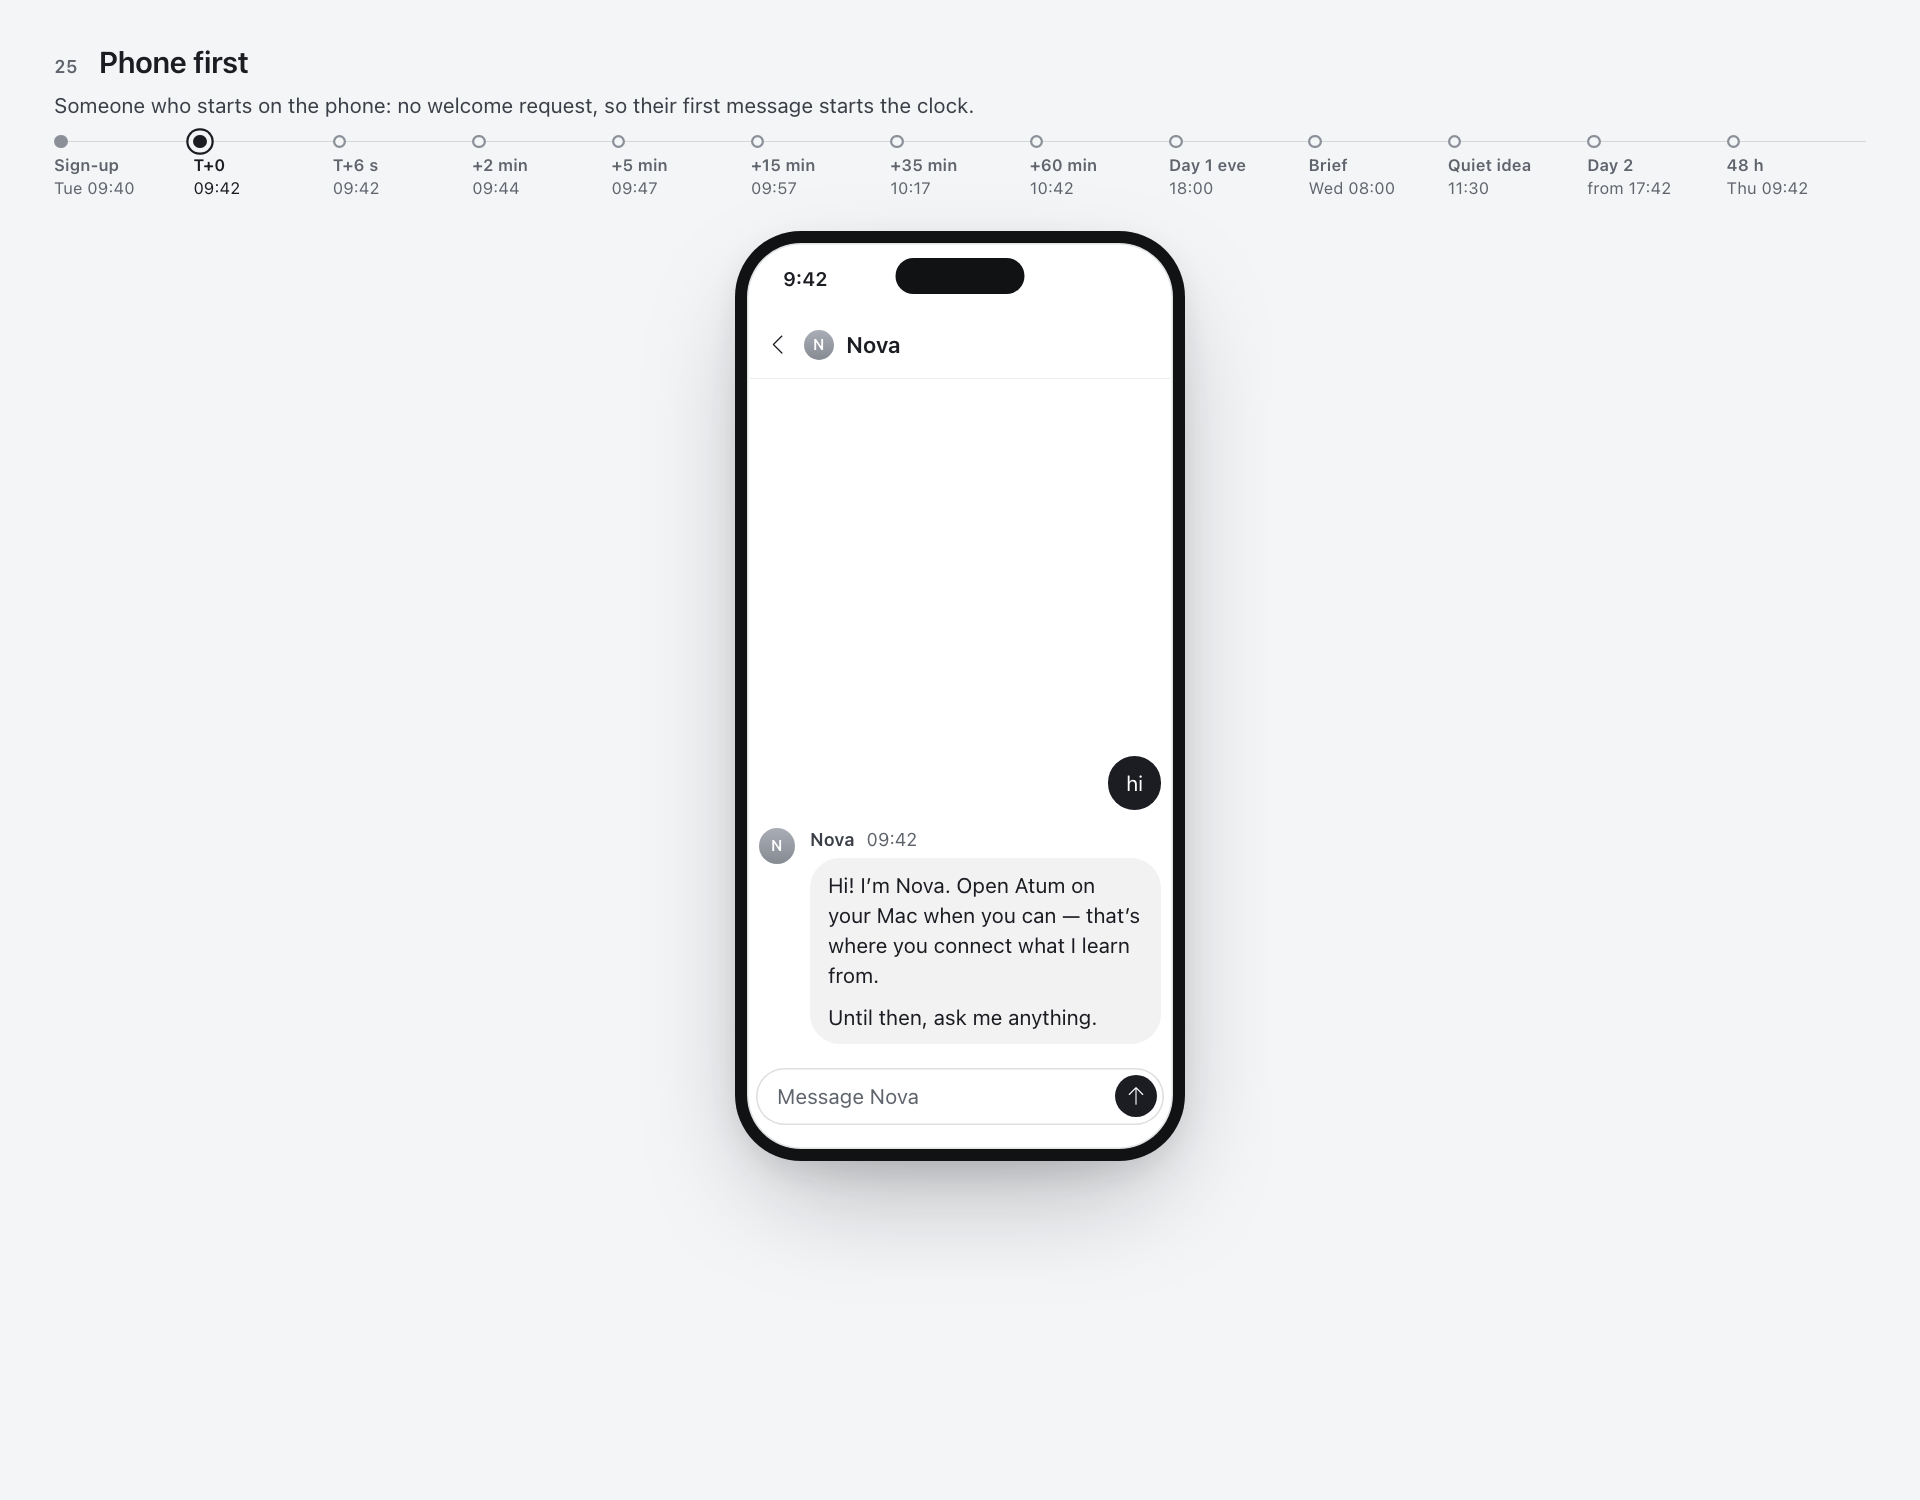 25 Phone first
Someone who starts on the phone: no welcome request, so their first message starts the clock.
Sign-up T+0 T+6 s +2 min +5 min +15 min +35 min +60 min Day 1 eve Brief Quiet idea Day 2 48 h
Tue 09:40 09:42 09:42 09:44 09:47 09:57 10:17 10:42 18:00 Wed 08:00 11:30 from 17:42 Thu 09:42
9:42
N Nova
hi
N Nova 09:42
Hi! I’m Nova. Open Atum on
your Mac when you can — that’s
where you connect what I learn
from.
Until then, ask me anything.
Message Nova